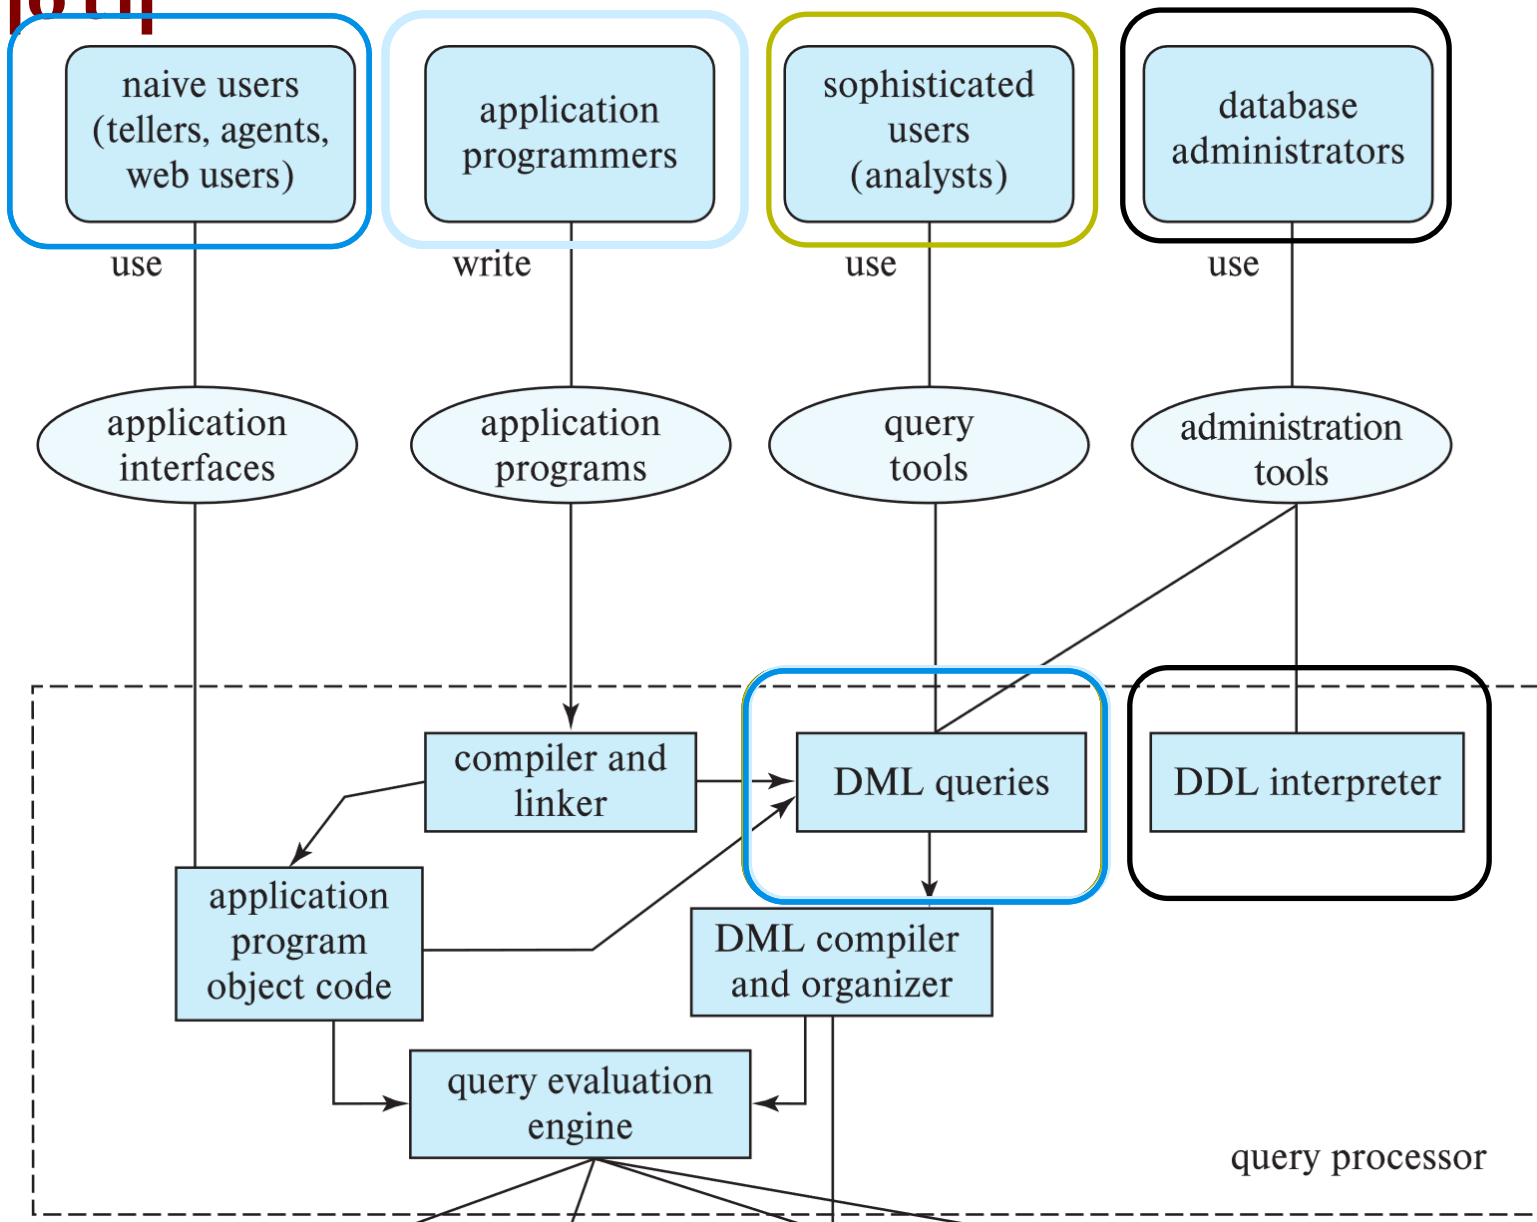 naive users
(tellers, agents,
web users)
application
programmers
sophisticated
users
(analysts)
database
administrators
use
write
use
use
application
interfaces
application
programs
query
tools
administration
tools
compiler and
linker
DML queries
DDL interpreter
application
program
object code
DML compiler
and organizer
query evaluation
engine
query processor